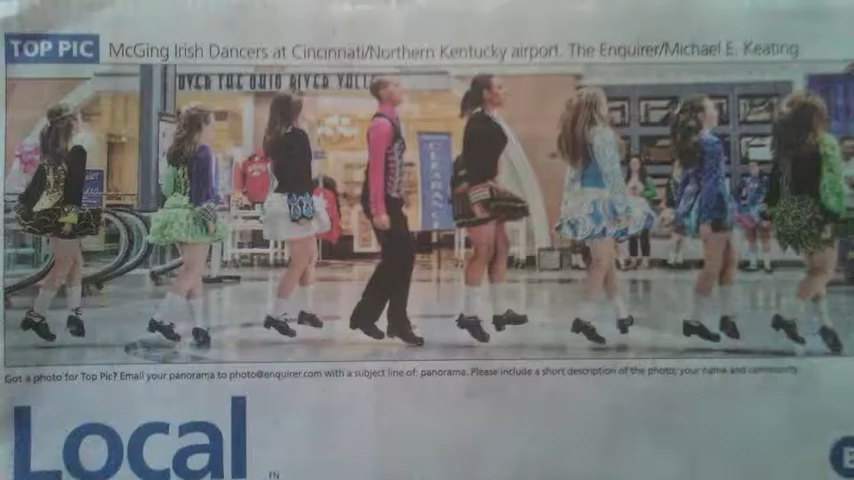 TOP PIC McGing Irish Dancers at Cincinnati/Northern Kentucky airport. The Enquirer/Michael E. Keating
OVER THE OHIO RIVER VALL
CLEARANCE
Got a photo for Top Pic? Email your panorama to photo@enquirer.com with a subject line of: panorama. Please include a short description of the photo, your name and community.
Local
IN